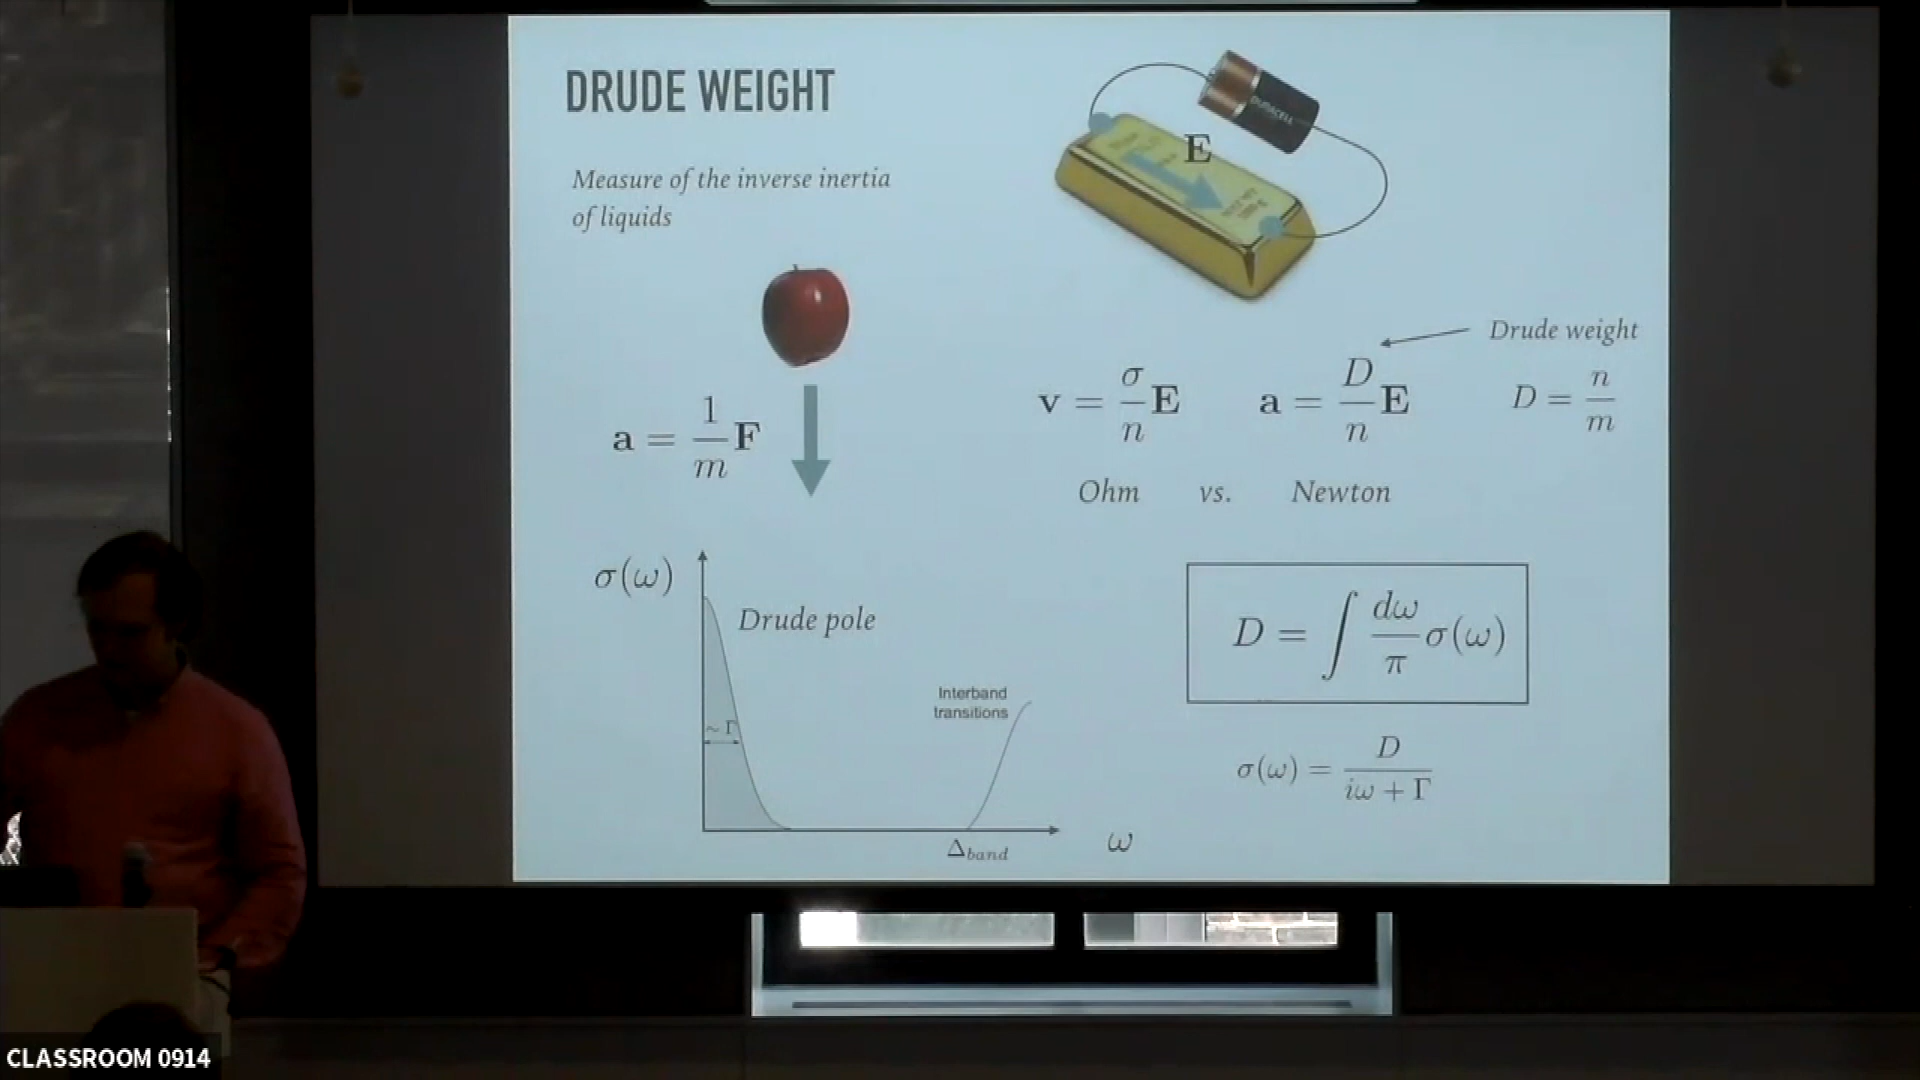 DRUDE WEIGHT
Measure of the inverse inertia
of liquids
DURACELL
E
a = 1/m F
Drude weight
v = σ/n E
a = D/n E
D = n/m
Ohm vs. Newton
σ(ω)
Drude pole
Interband
transitions
~ Γ
Δband
ω
D = ∫ dω/π σ(ω)
σ(ω) = D/(iω + Γ)
CLASSROOM 0914